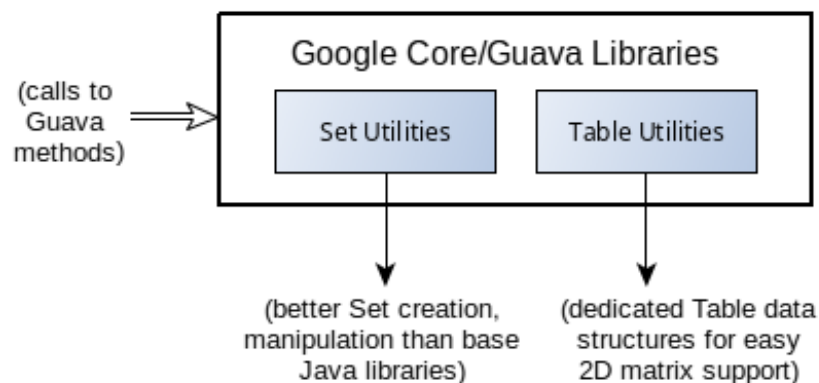 Google Core/Guava Libraries
(calls to
Guava
methods)
Set Utilities
Table Utilities
(better Set creation,
manipulation than base
Java libraries)
(dedicated Table data
structures for easy
2D matrix support)